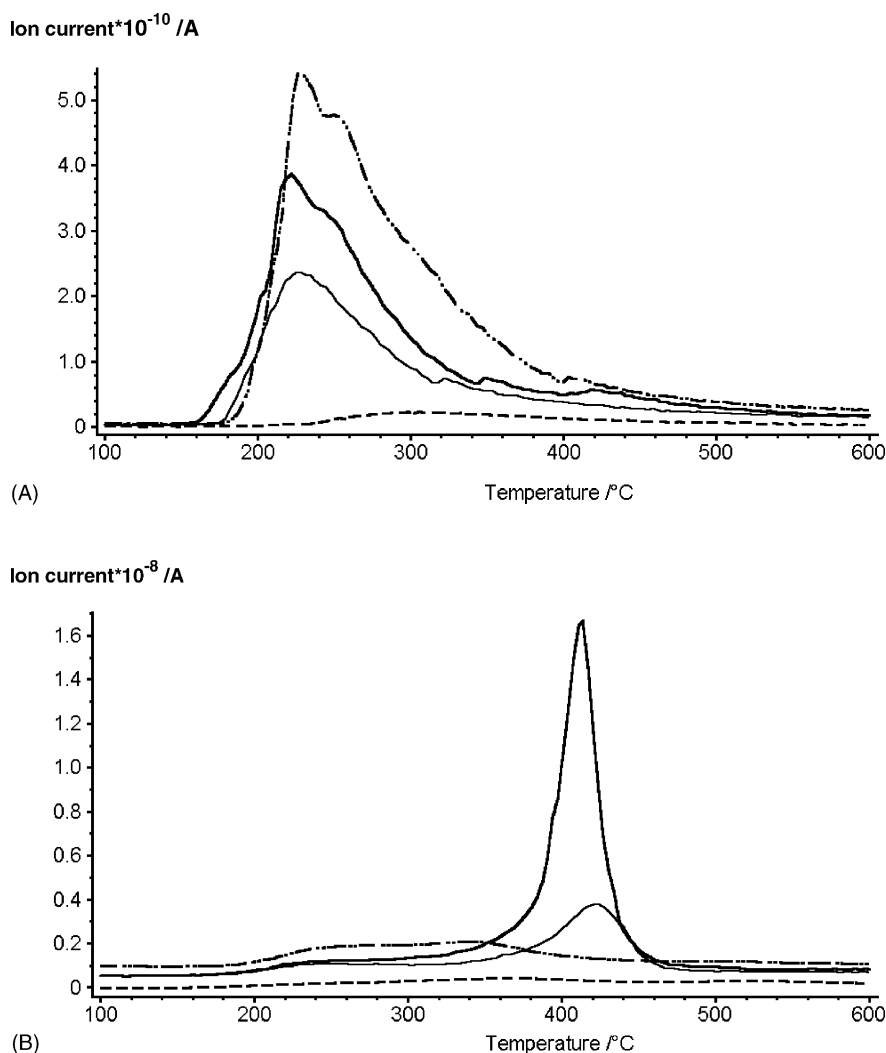 Ion current*10⁻¹⁰ /A
5.0
4.0
3.0
2.0
1.0
0
100 200 300 400 500 600
(A) Temperature /°C
Ion current*10⁻⁸ /A
1.6
1.4
1.2
1.0
0.8
0.6
0.4
0.2
0
100 200 300 400 500 600
(B) Temperature /°C